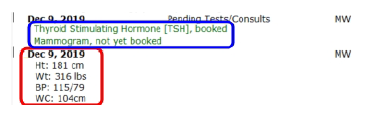 Dec 9, 2019 Pending Tests/Consults MW
Thyroid Stimulating Hormone [TSH], booked
Mammogram, not yet booked
Dec 9, 2019 MW
Ht: 181 cm
Wt: 316 lbs
BP: 115/79
WC: 104cm